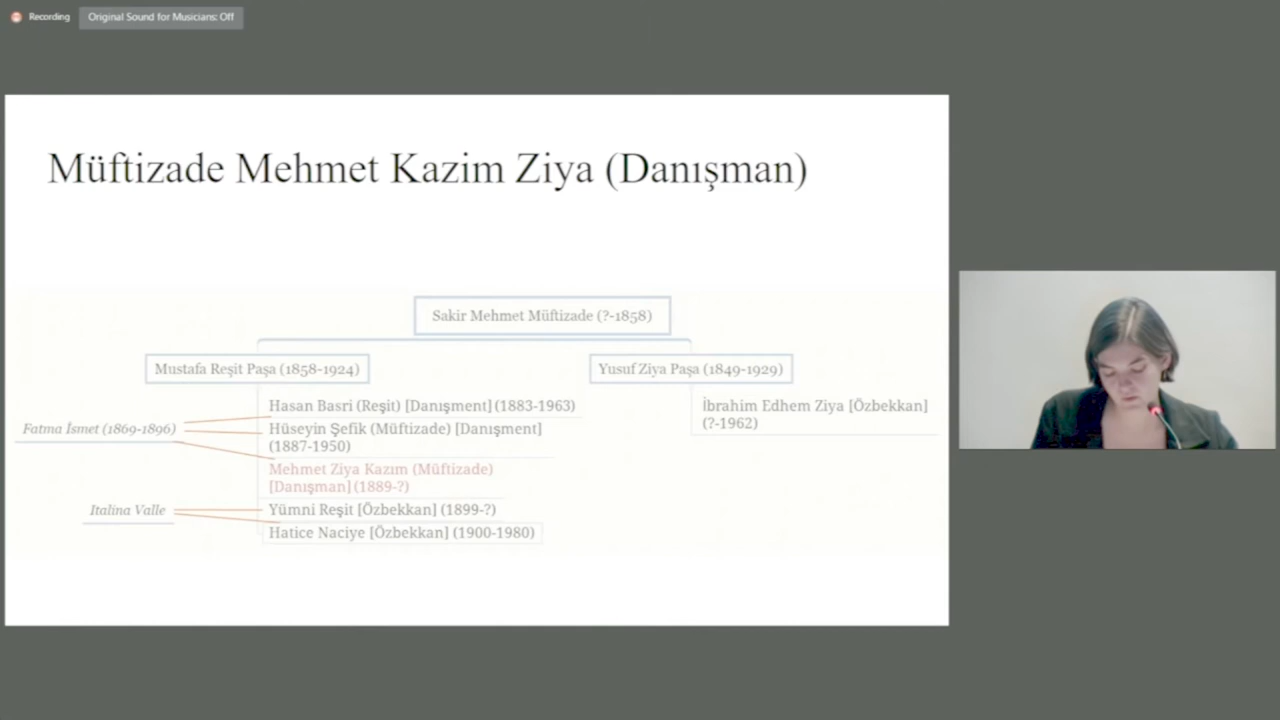 Recording
Original Sound for Musicians: Off
Müftizade Mehmet Kazim Ziya (Danışman)
Sakir Mehmet Müftizade (?-1858)
Mustafa Reşit Paşa (1858-1924)
Yusuf Ziya Paşa (1849-1929)
Hasan Basri (Reşit) [Danışment] (1883-1963)
İbrahim Edhem Ziya [Özbekkan]
(?-1962)
Fatma İsmet (1869-1896)
Hüseyin Şefik (Müftizade) [Danışment]
(1887-1950)
Mehmet Ziya Kazım (Müftizade)
[Danışman] (1889-?)
Italina Valle
Yümni Reşit [Özbekkan] (1899-?)
Hatice Naciye [Özbekkan] (1900-1980)